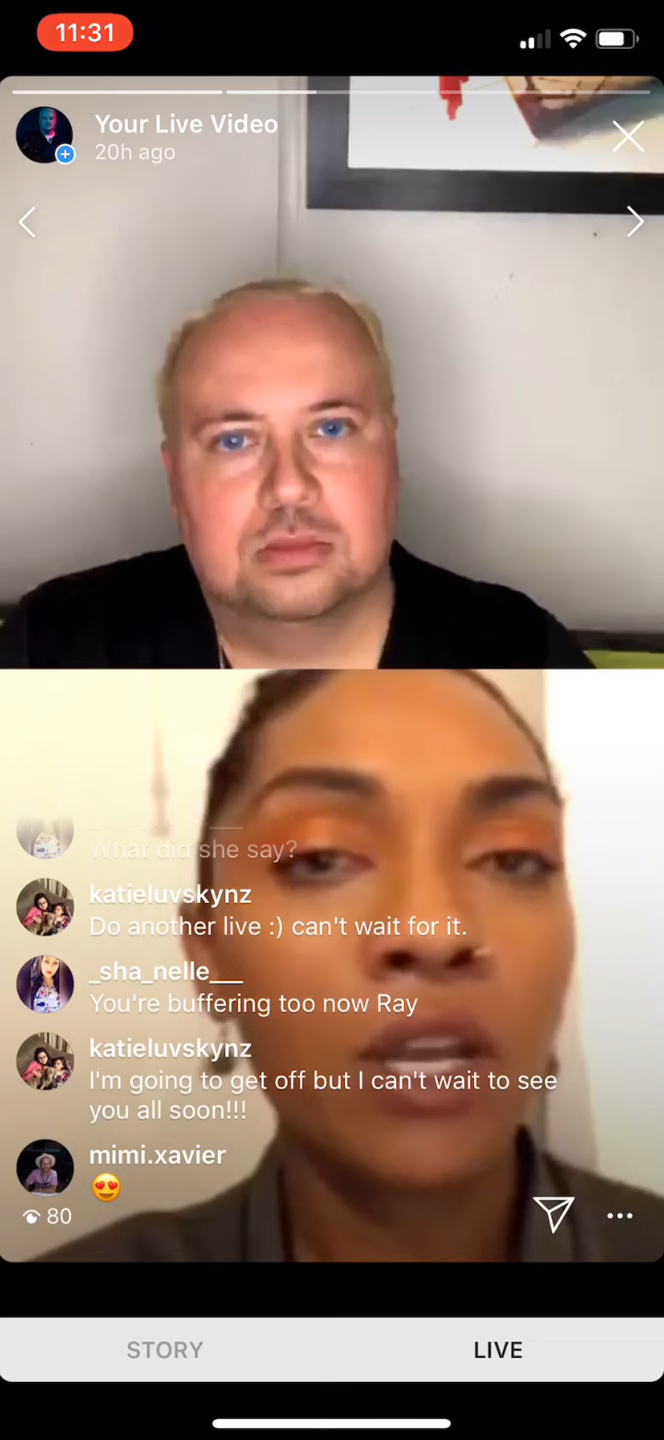 11:31
Your Live Video
20h ago
What did she say?
katieluvskynz
Do another live :) can't wait for it.
_sha_nelle___
You're buffering too now Ray
katieluvskynz
I'm going to get off but I can't wait to see
you all soon!!!
mimi.xavier
😍
80
STORY
LIVE